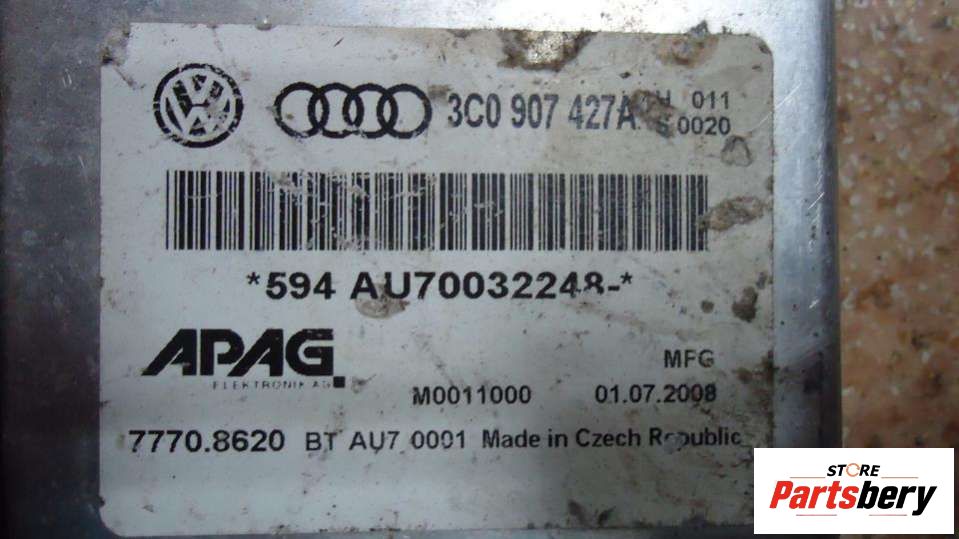 3C0 907 427A H 011
0020
*594 AU70032248-*
APAG
ELEKTRONIK AG
MFG
M0011000 01.07.2008
7770.8620 BT AU7 0001 Made in Czech Republic
STORE
Partsbery